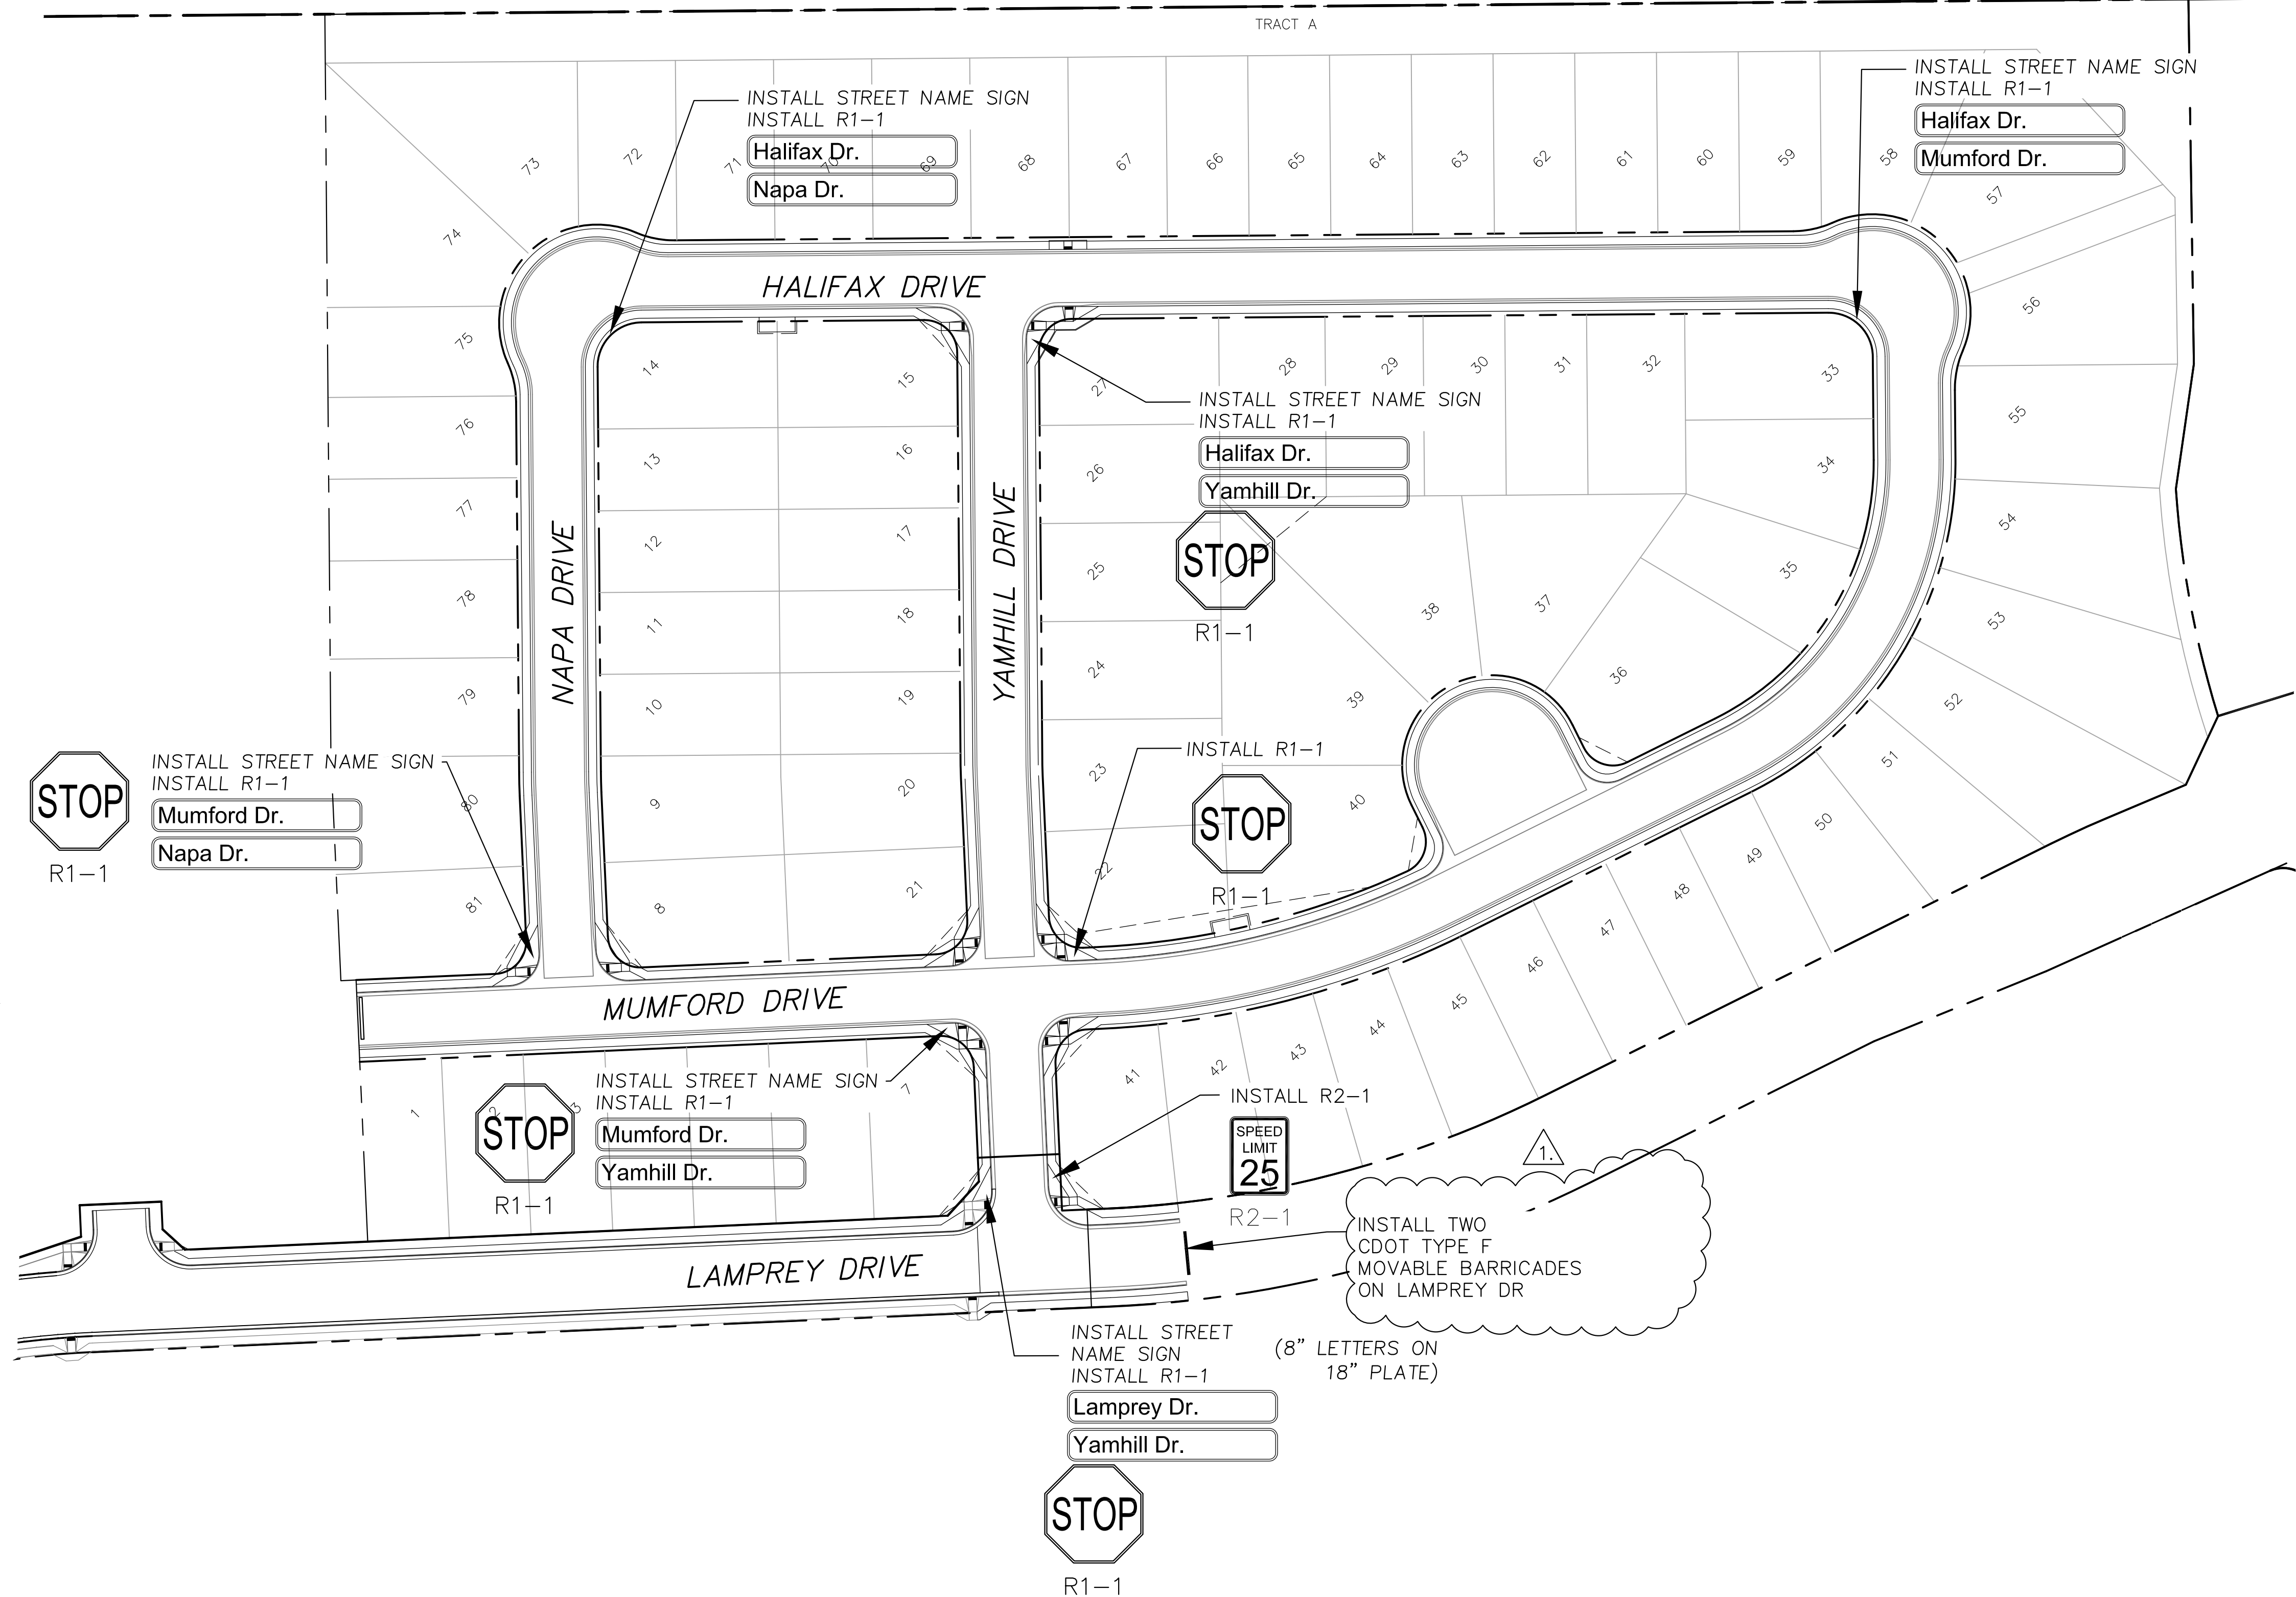 TRACT A
INSTALL STREET NAME SIGN
INSTALL R1-1
Halifax Dr.
Napa Dr.
INSTALL STREET NAME SIGN
INSTALL R1-1
Halifax Dr.
Mumford Dr.
74
73
72
71
70
69
68
67
66
65
64
63
62
61
60
59
58
57
56
55
54
53
52
51
50
49
48
47
46
45
44
43
42
41
HALIFAX DRIVE
75
76
77
78
79
80
81
NAPA DRIVE
14
13
12
11
10
9
8
15
16
17
18
19
20
21
YAMHILL DRIVE
27
26
25
24
23
22
28
29
30
31
32
33
34
35
36
37
38
39
40
INSTALL STREET NAME SIGN
INSTALL R1-1
Halifax Dr.
Yamhill Dr.
STOP
R1-1
INSTALL R1-1
STOP
R1-1
INSTALL STREET NAME SIGN
INSTALL R1-1
Mumford Dr.
Napa Dr.
STOP
R1-1
MUMFORD DRIVE
1
2
3
7
INSTALL STREET NAME SIGN
INSTALL R1-1
Mumford Dr.
Yamhill Dr.
STOP
R1-1
INSTALL R2-1
SPEED
LIMIT
25
R2-1
1.
INSTALL TWO
CDOT TYPE F
MOVABLE BARRICADES
ON LAMPREY DR
LAMPREY DRIVE
INSTALL STREET
NAME SIGN
INSTALL R1-1
Lamprey Dr.
Yamhill Dr.
STOP
R1-1
(8" LETTERS ON
18" PLATE)